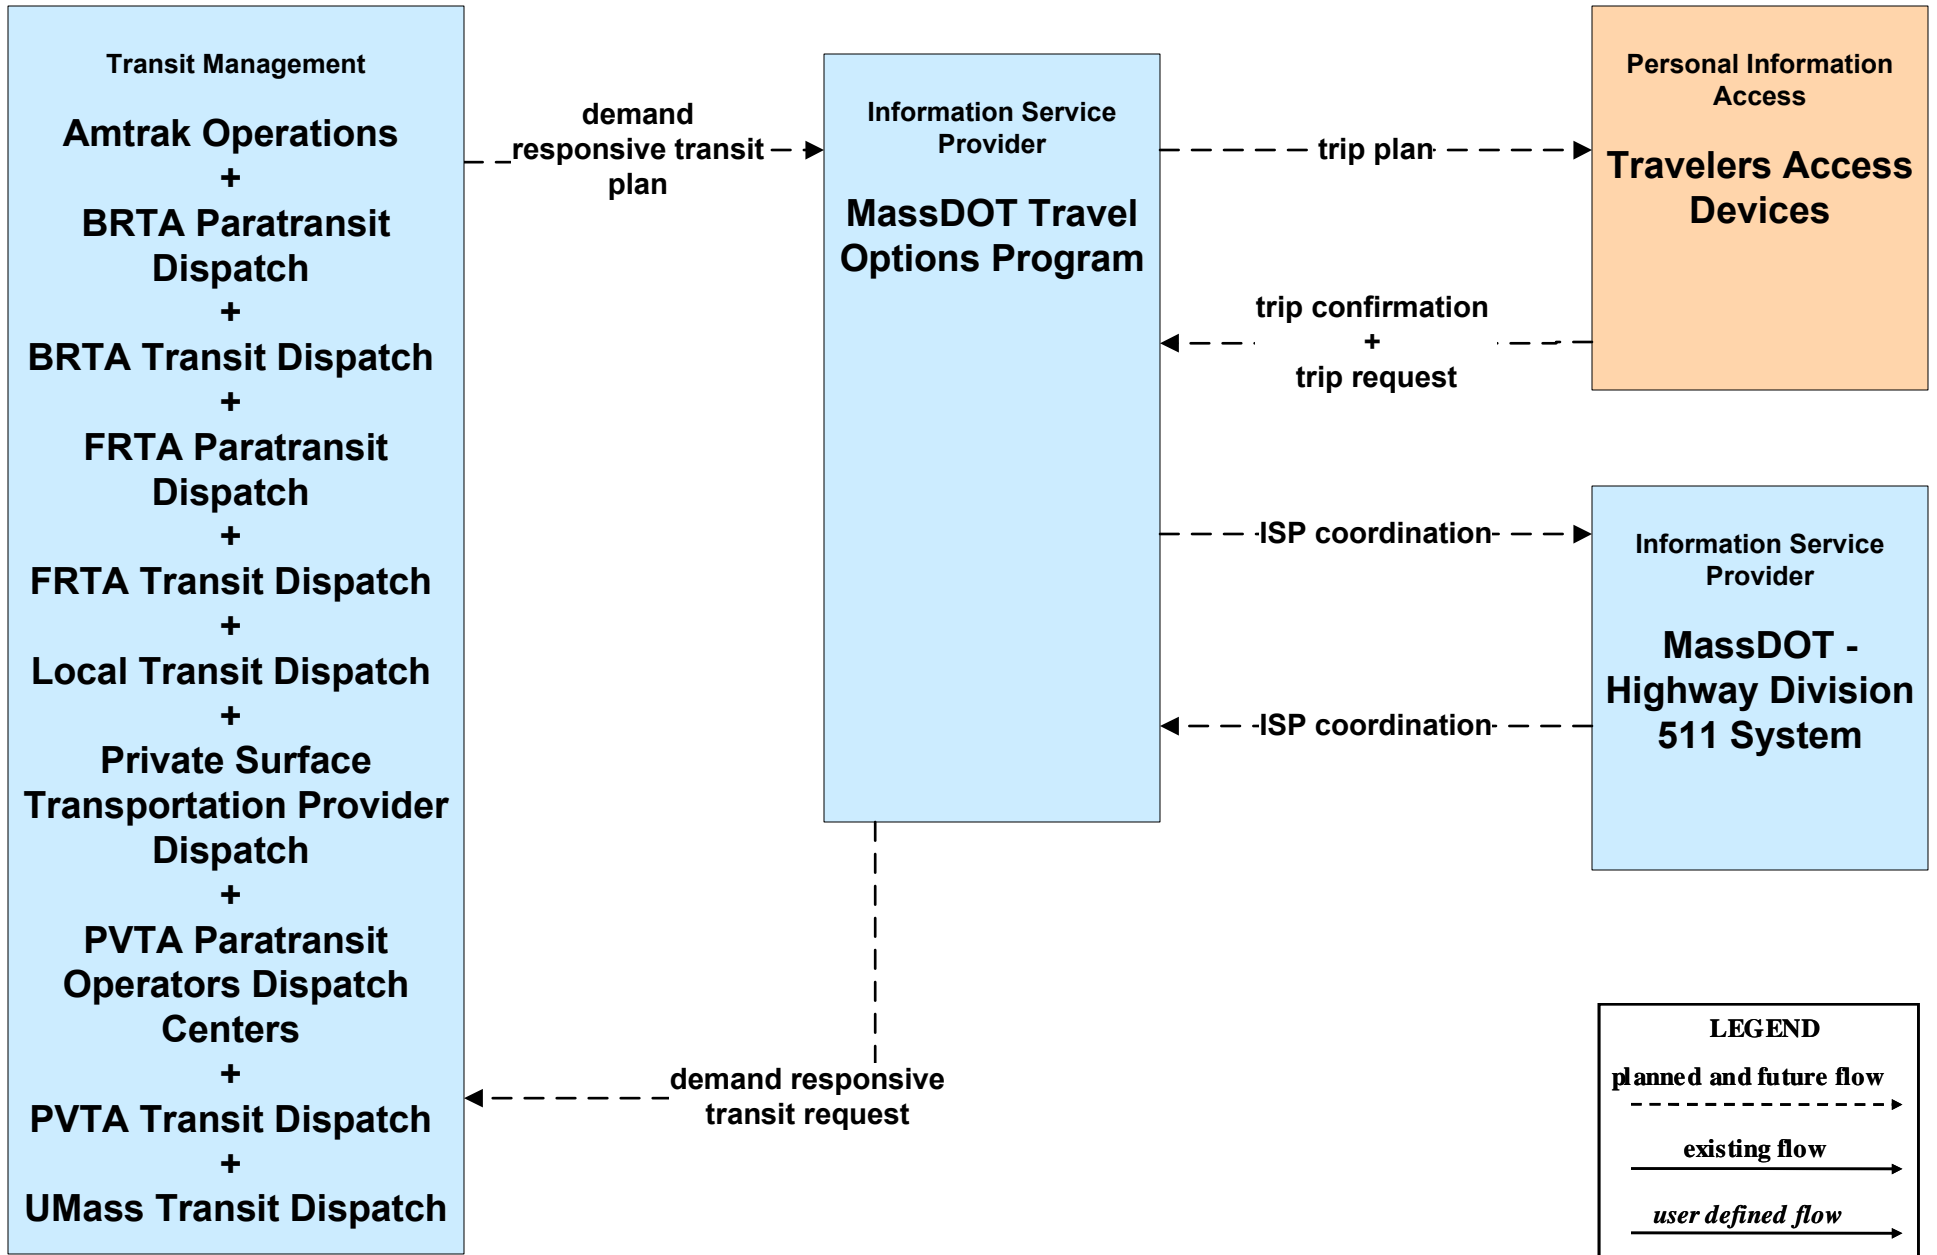 Transit Management
Amtrak Operations
+
BRTA Paratransit
Dispatch
+
BRTA Transit Dispatch
+
FRTA Paratransit
Dispatch
+
FRTA Transit Dispatch
+
Local Transit Dispatch
+
Private Surface
Transportation Provider
Dispatch
+
PVTA Paratransit
Operators Dispatch
Centers
+
PVTA Transit Dispatch
+
UMass Transit Dispatch
demand
responsive transit
plan
Information Service
Provider
MassDOT Travel
Options Program
trip plan
trip confirmation
+
trip request
ISP coordination
ISP coordination
demand responsive
transit request
Personal Information
Access
Travelers Access
Devices
Information Service
Provider
MassDOT -
Highway Division
511 System
LEGEND
planned and future flow
existing flow
user defined flow